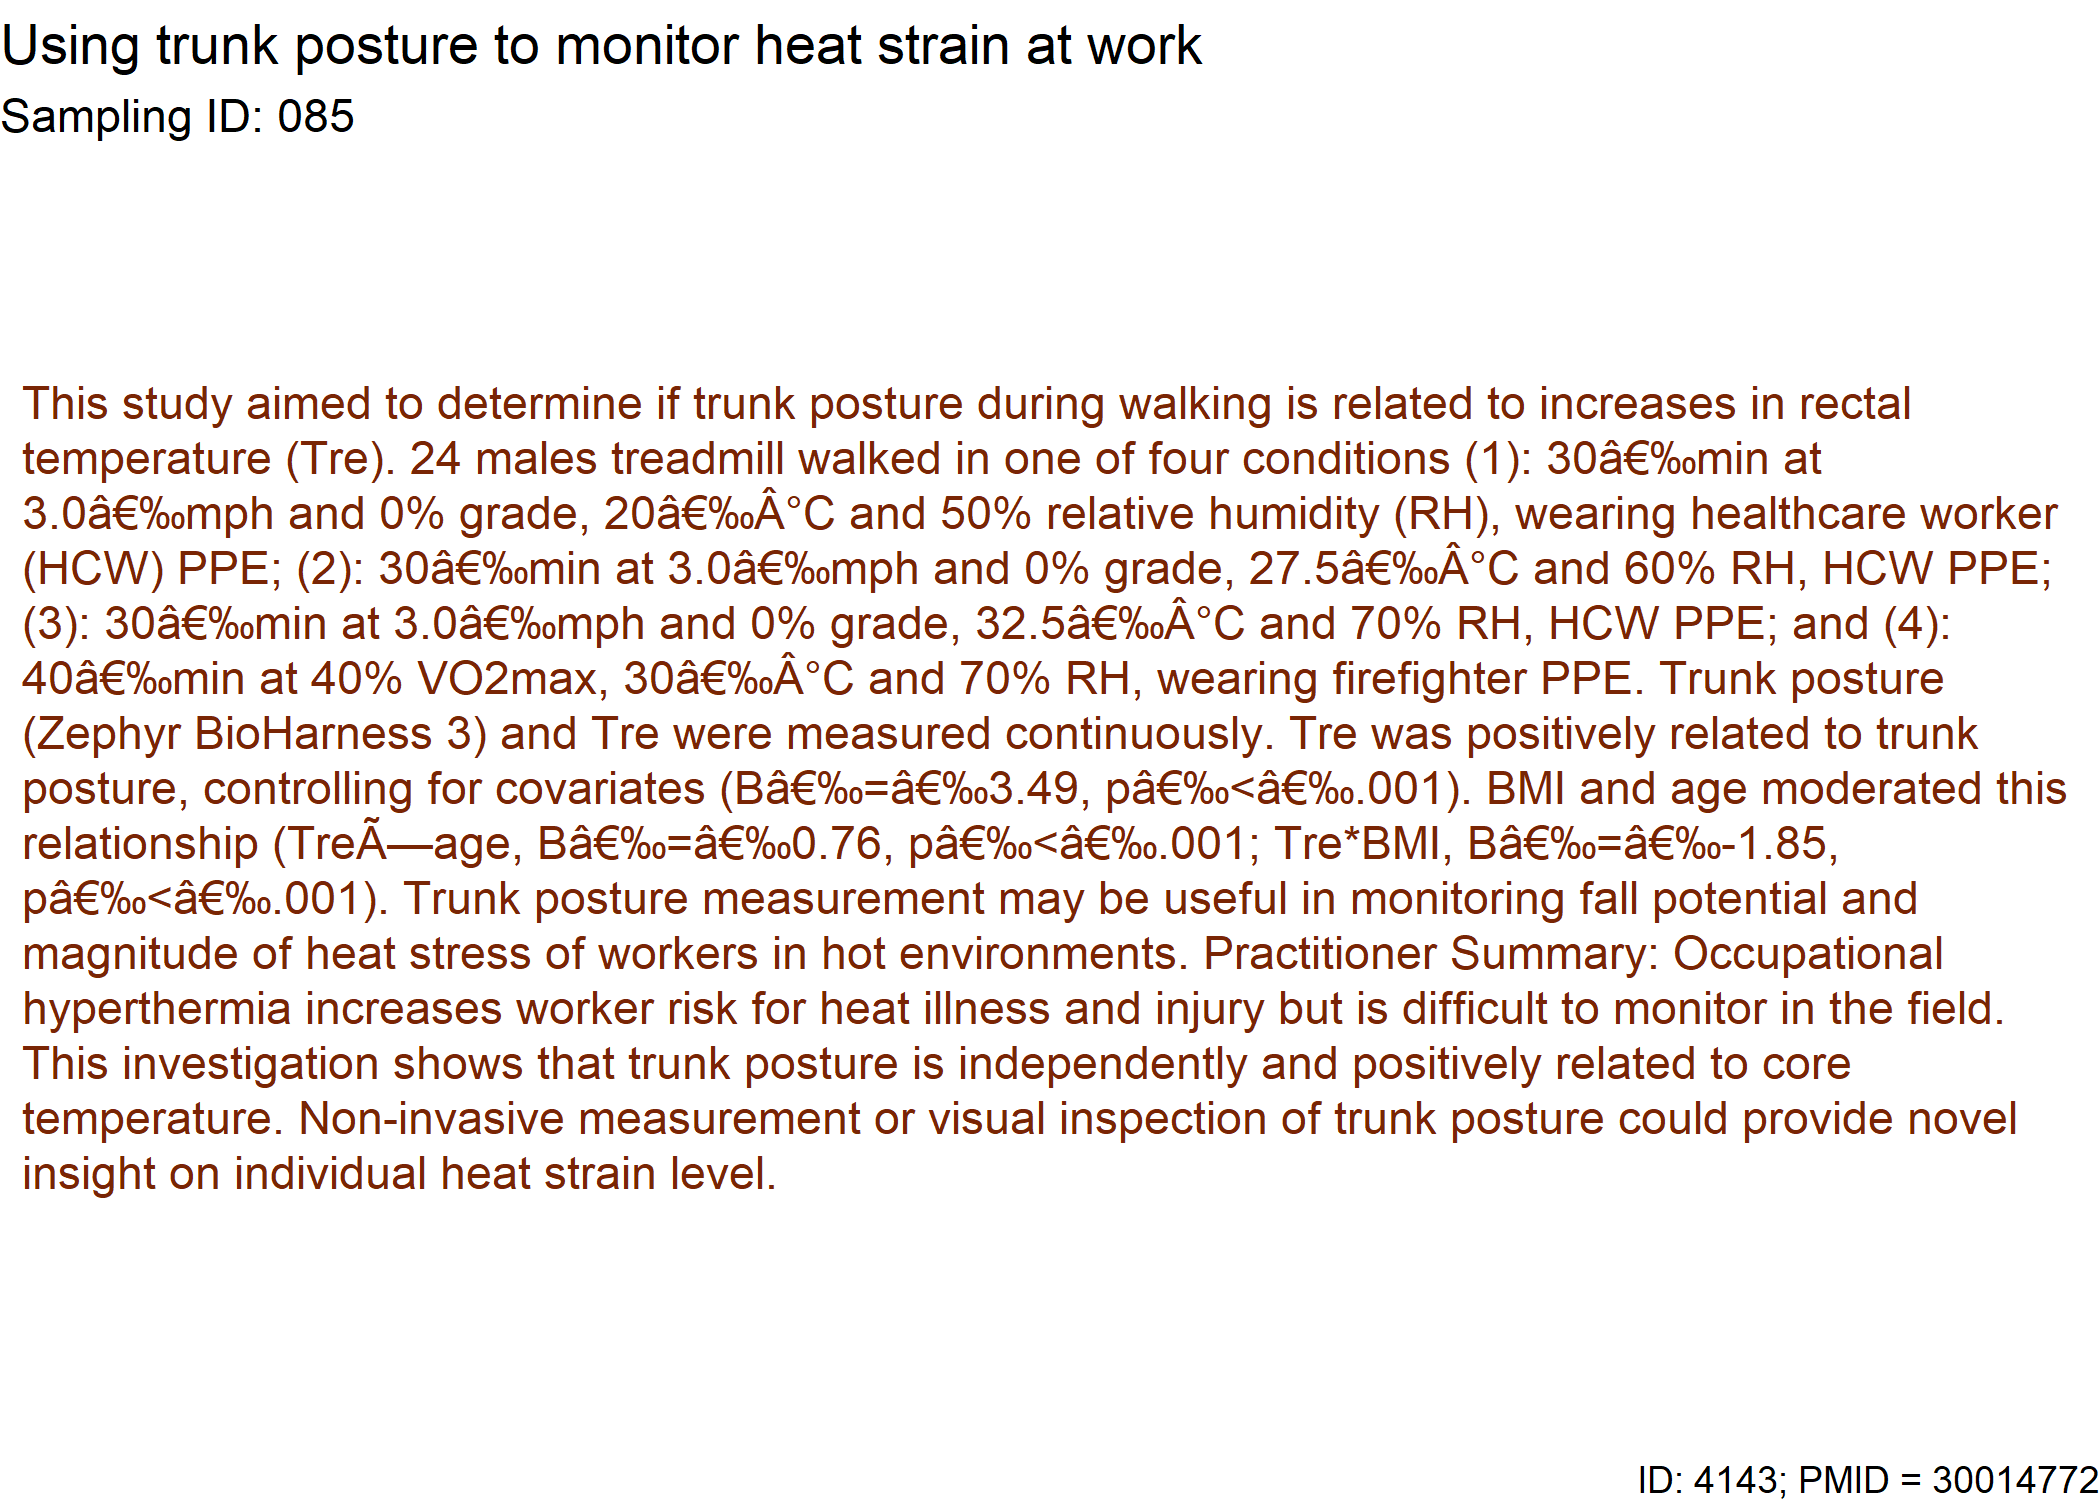 Using trunk posture to monitor heat strain at work
Sampling ID: 085
This study aimed to determine if trunk posture during walking is related to increases in rectal
temperature (Tre). 24 males treadmill walked in one of four conditions (1): 30â€‰min at
3.0â€‰mph and 0% grade, 20â€‰Â°C and 50% relative humidity (RH), wearing healthcare worker
(HCW) PPE; (2): 30â€‰min at 3.0â€‰mph and 0% grade, 27.5â€‰Â°C and 60% RH, HCW PPE;
(3): 30â€‰min at 3.0â€‰mph and 0% grade, 32.5â€‰Â°C and 70% RH, HCW PPE; and (4):
40â€‰min at 40% VO2max, 30â€‰Â°C and 70% RH, wearing firefighter PPE. Trunk posture
(Zephyr BioHarness 3) and Tre were measured continuously. Tre was positively related to trunk
posture, controlling for covariates (Bâ€‰=â€‰3.49, pâ€‰<â€‰.001). BMI and age moderated this
relationship (TreÃ—age, Bâ€‰=â€‰0.76, pâ€‰<â€‰.001; Tre*BMI, Bâ€‰=â€‰-1.85,
pâ€‰<â€‰.001). Trunk posture measurement may be useful in monitoring fall potential and
magnitude of heat stress of workers in hot environments. Practitioner Summary: Occupational
hyperthermia increases worker risk for heat illness and injury but is difficult to monitor in the field.
This investigation shows that trunk posture is independently and positively related to core
temperature. Non-invasive measurement or visual inspection of trunk posture could provide novel
insight on individual heat strain level.
ID: 4143; PMID = 30014772